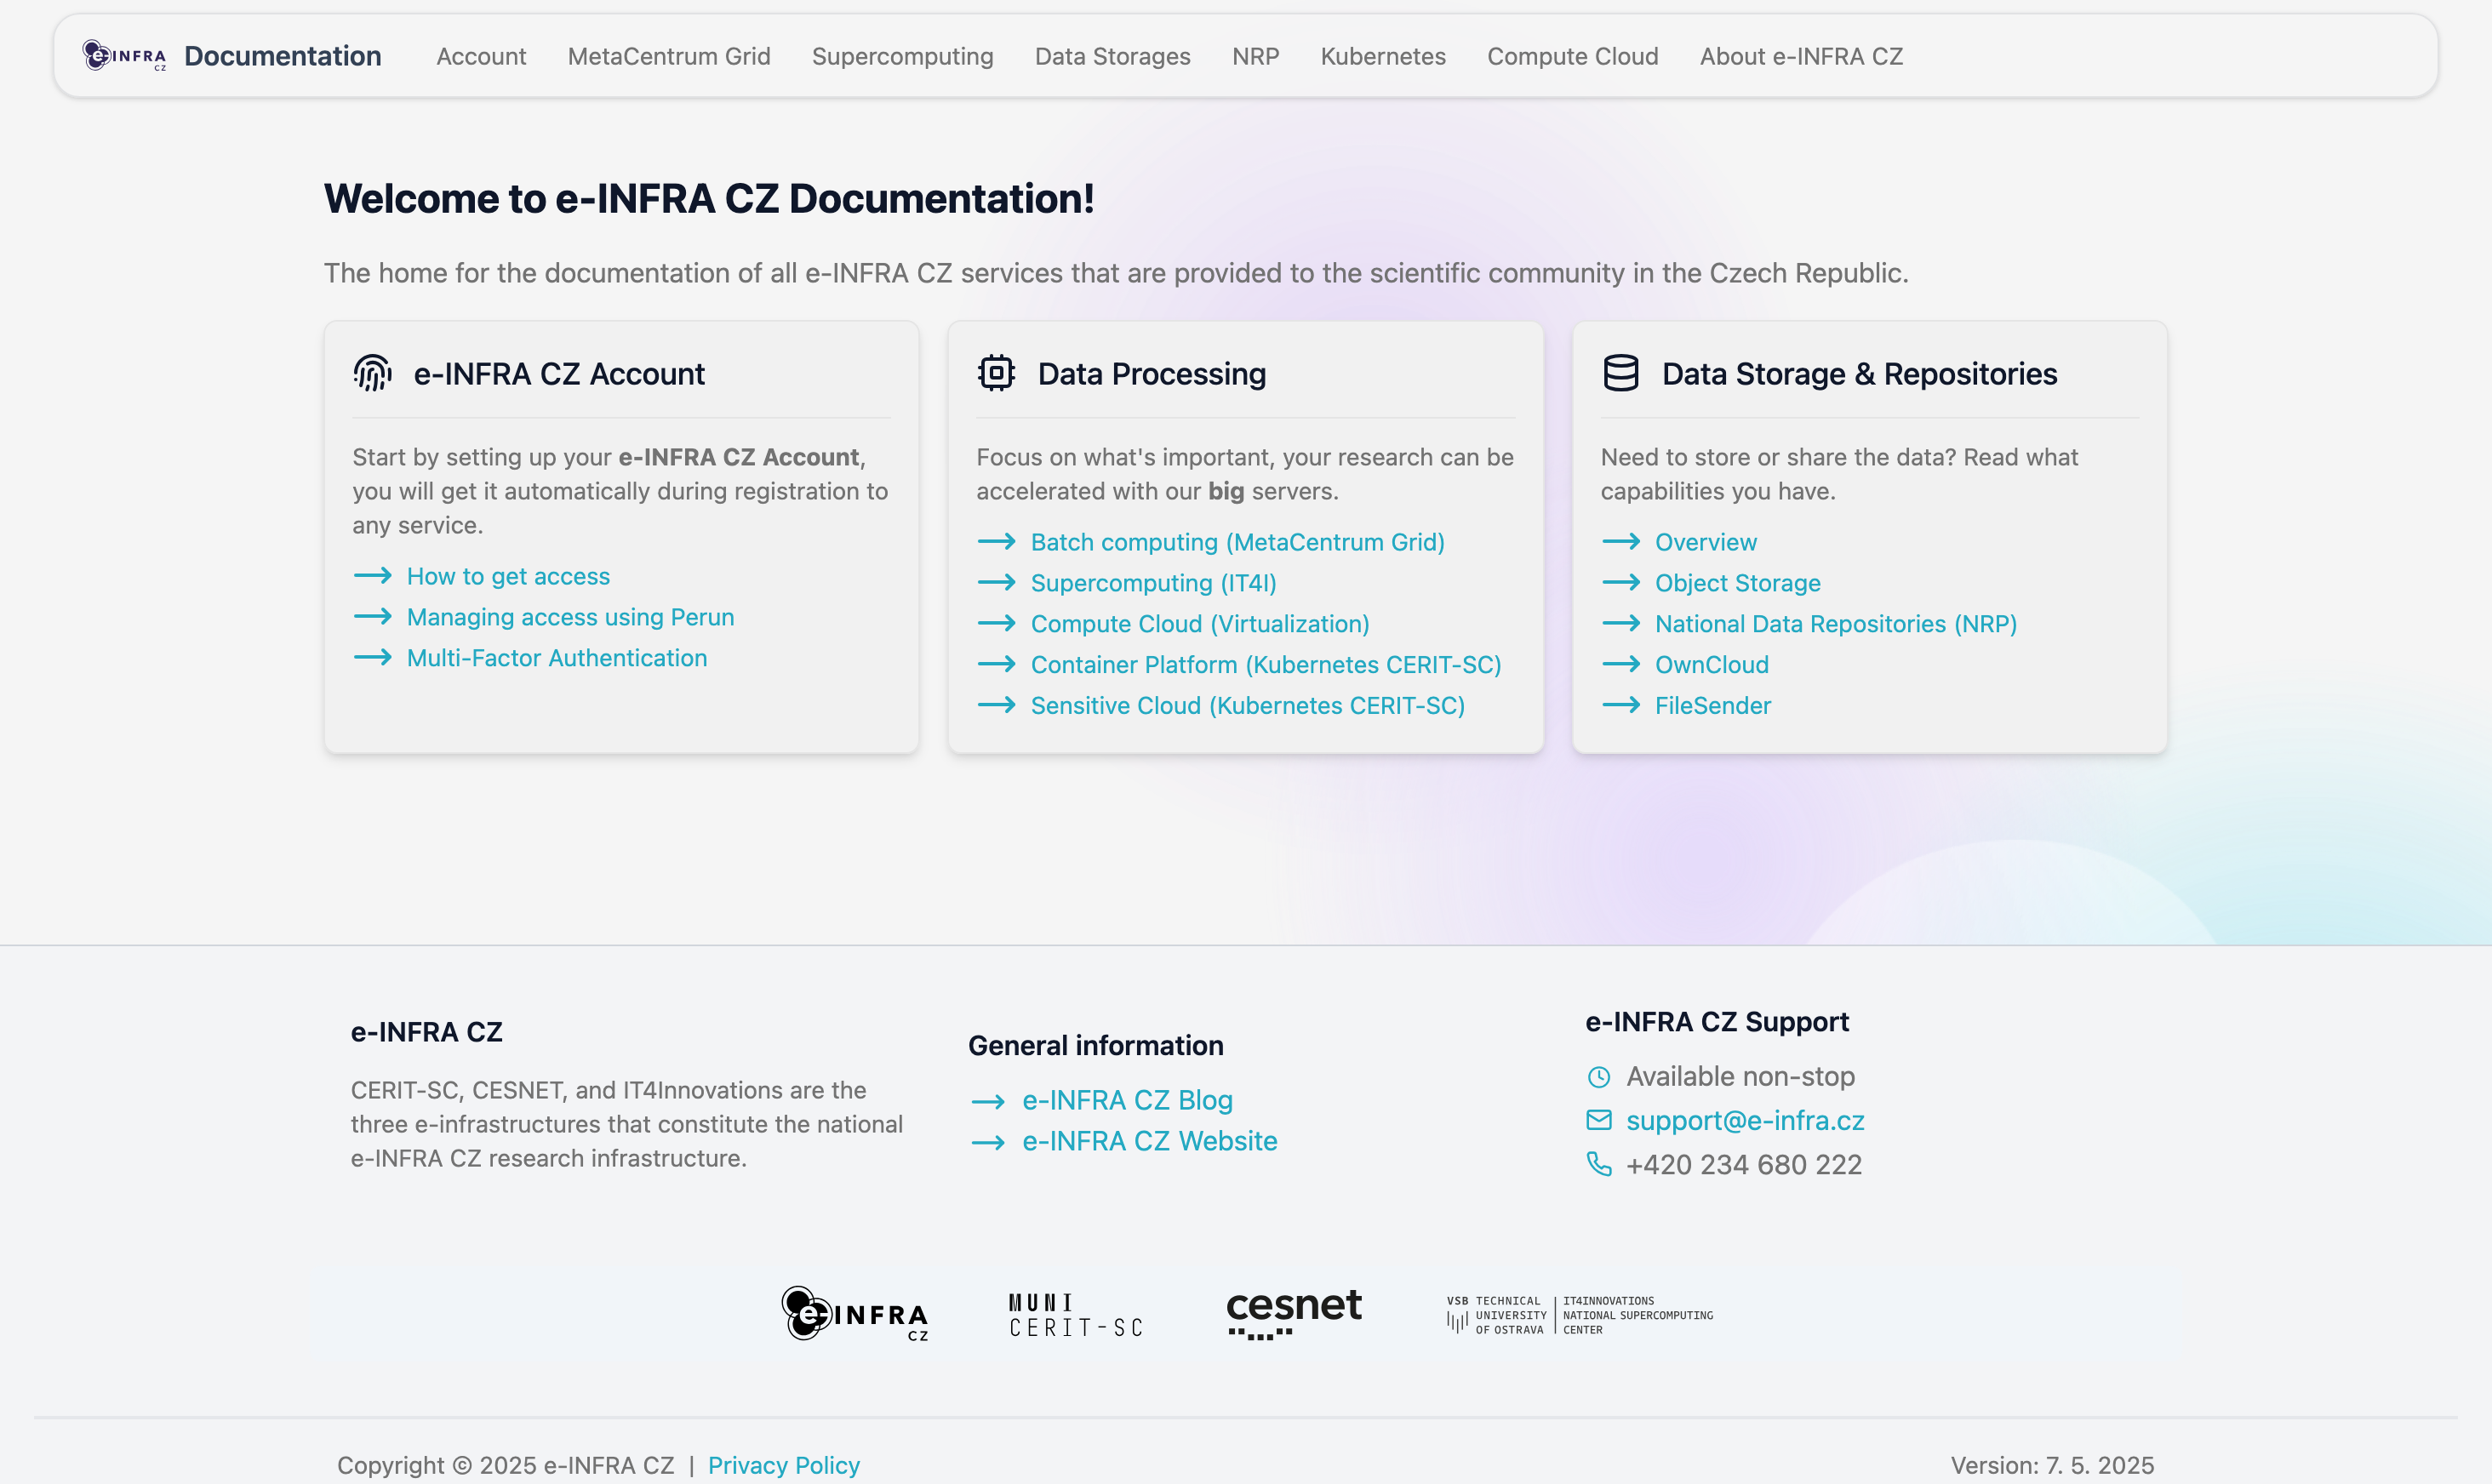 e-INFRA CZ Documentation Account MetaCentrum Grid Supercomputing Data Storages NRP Kubernetes Compute Cloud About e-INFRA CZ
Welcome to e-INFRA CZ Documentation!
The home for the documentation of all e-INFRA CZ services that are provided to the scientific community in the Czech Republic.
e-INFRA CZ Account
Start by setting up your e-INFRA CZ Account,
you will get it automatically during registration to
any service.
How to get access
Managing access using Perun
Multi-Factor Authentication
Data Processing
Focus on what's important, your research can be
accelerated with our big servers.
Batch computing (MetaCentrum Grid)
Supercomputing (IT4I)
Compute Cloud (Virtualization)
Container Platform (Kubernetes CERIT-SC)
Sensitive Cloud (Kubernetes CERIT-SC)
Data Storage & Repositories
Need to store or share the data? Read what
capabilities you have.
Overview
Object Storage
National Data Repositories (NRP)
OwnCloud
FileSender
e-INFRA CZ
CERIT-SC, CESNET, and IT4Innovations are the
three e-infrastructures that constitute the national
e-INFRA CZ research infrastructure.
General information
e-INFRA CZ Blog
e-INFRA CZ Website
e-INFRA CZ Support
Available non-stop
support@e-infra.cz
+420 234 680 222
e-INFRA
CZ
MUNI
CERIT-SC
cesnet
VSB TECHNICAL
UNIVERSITY
OF OSTRAVA
IT4INNOVATIONS
NATIONAL SUPERCOMPUTING
CENTER
Copyright © 2025 e-INFRA CZ | Privacy Policy
Version: 7. 5. 2025